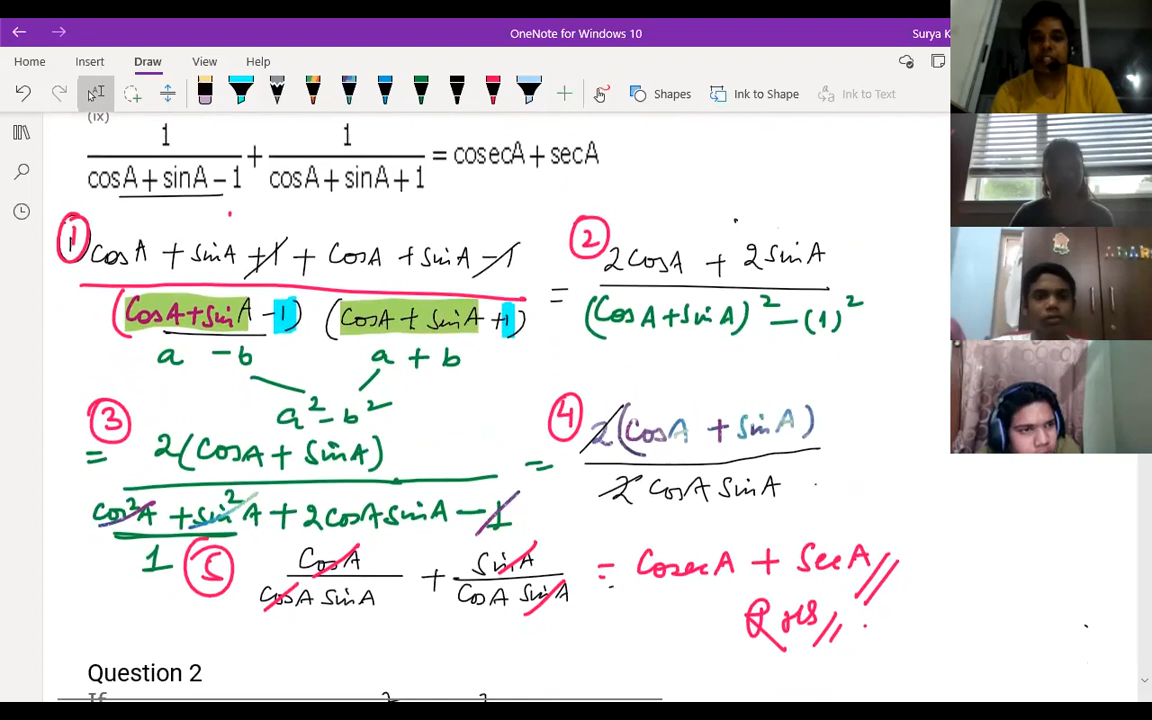 OneNote for Windows 10
Surya K
Home Insert Draw View Help
Shapes Ink to Shape Ink to Text
(ix)
1/(cosA + sinA − 1) + 1/(cosA + sinA + 1) = cosecA + secA
① (CosA + sinA + 1 + CosA + sinA − 1) / ((CosA + sinA − 1) (CosA + sinA + 1))
a − b a + b
a² − b²
② = (2CosA + 2sinA) / ((CosA + sinA)² − (1)²)
③ = 2(CosA + SinA) / (Cos²A + sin²A + 2CosAsinA − 1)
1
④ = 2(CosA + SinA) / (2 CosA SinA)
⑤ CosA/(CosA SinA) + SinA/(CosA SinA) = CosecA + SecA //
RHS //
Question 2
If